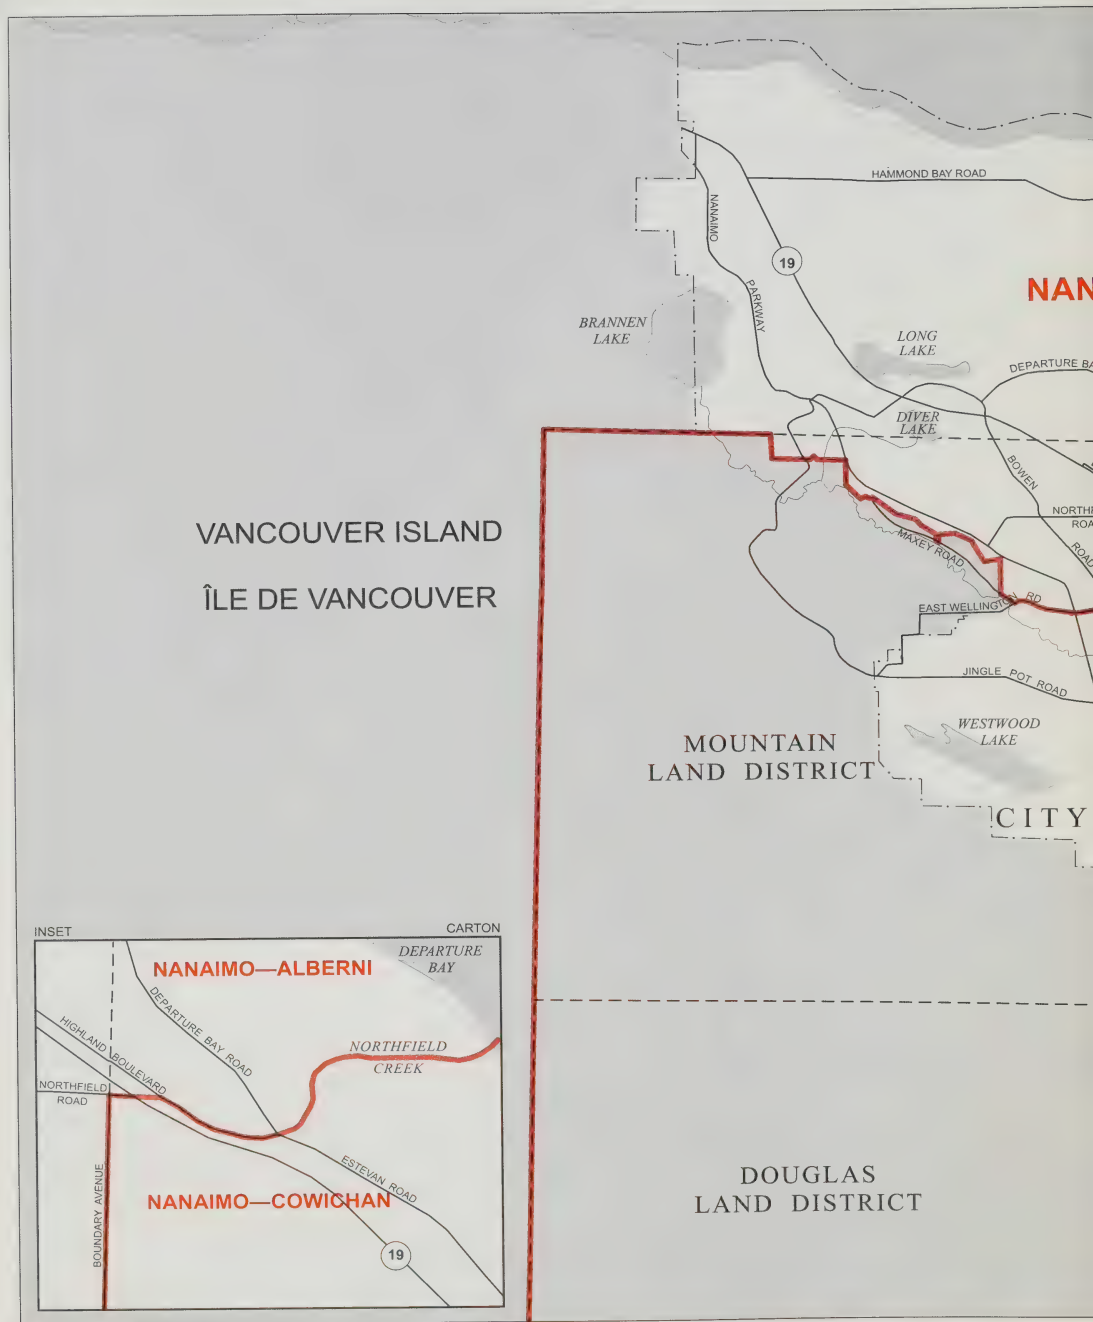 HAMMOND BAY ROAD
NANAIMO
PARKWAY
19
NAN
BRANNEN
LAKE
LONG
LAKE
DEPARTURE BA
DIVER
LAKE
BOWEN
ROAD
NORTHF
ROA
MAXEY ROAD
VANCOUVER ISLAND
ÎLE DE VANCOUVER
EAST WELLINGTON RD
JINGLE POT ROAD
WESTWOOD
LAKE
MOUNTAIN
LAND DISTRICT
CITY
INSET
CARTON
DEPARTURE
BAY
NANAIMO—ALBERNI
DEPARTURE BAY ROAD
HIGHLAND BOULEVARD
NORTHFIELD
CREEK
NORTHFIELD
ROAD
BOUNDARY AVENUE
ESTEVAN ROAD
NANAIMO—COWICHAN
19
DOUGLAS
LAND DISTRICT